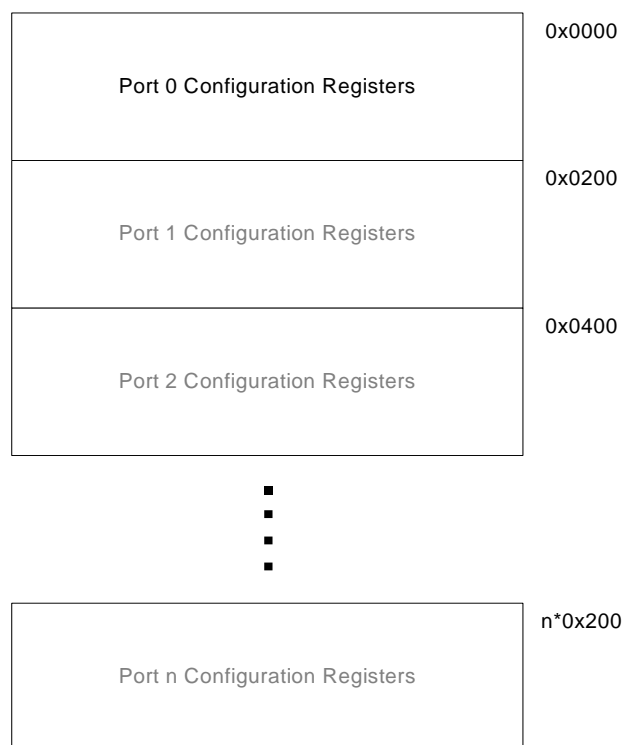 0x0000
Port 0 Configuration Registers
0x0200
Port 1 Configuration Registers
0x0400
Port 2 Configuration Registers
n*0x200
Port n Configuration Registers